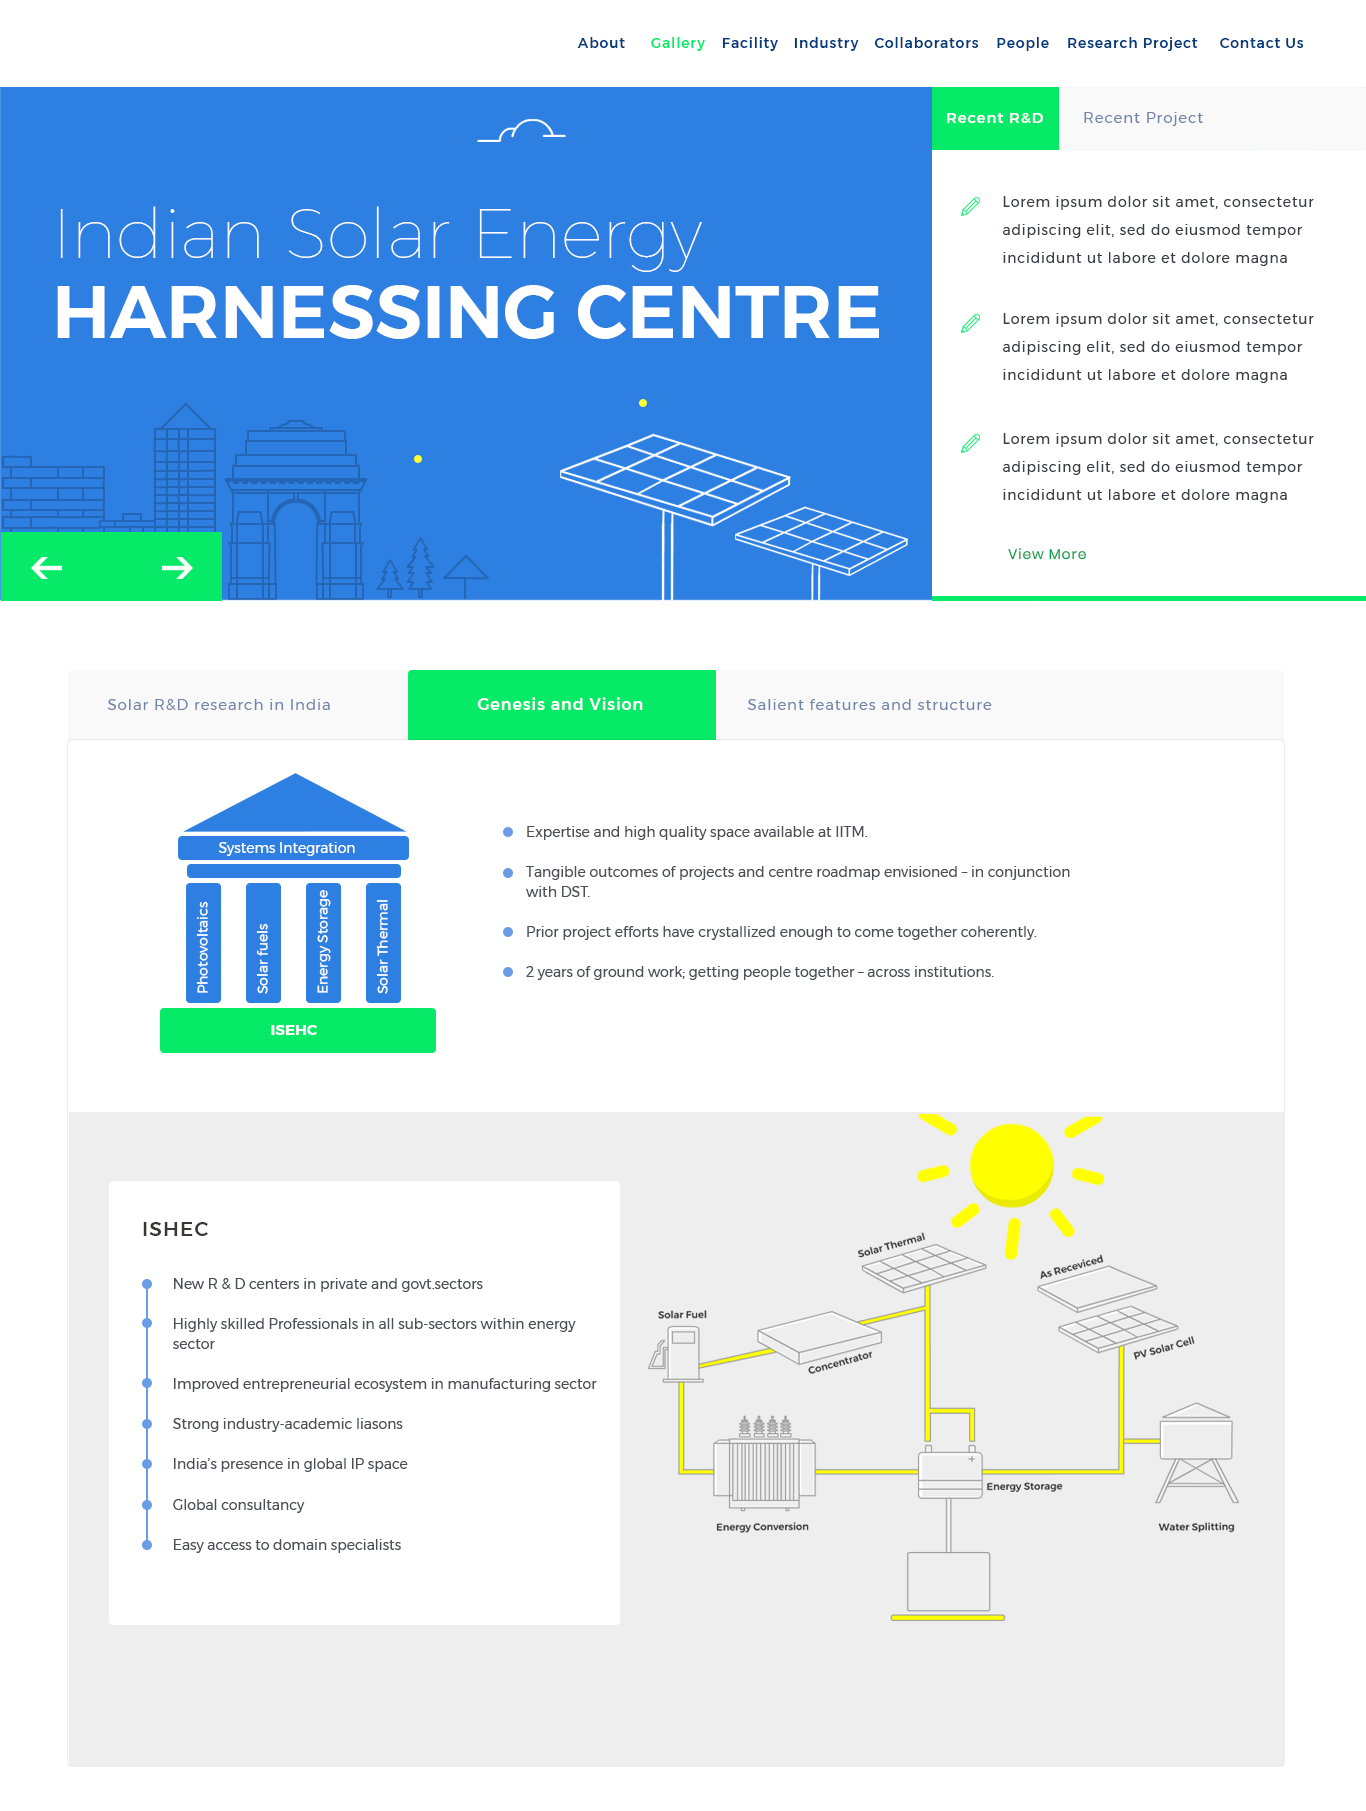 About Gallery Facility Industry Collaborators People Research Project Contact Us
Indian Solar Energy
HARNESSING CENTRE
Recent R&D Recent Project
Lorem ipsum dolor sit amet, consectetur
adipiscing elit, sed do eiusmod tempor
incididunt ut labore et dolore magna
Lorem ipsum dolor sit amet, consectetur
adipiscing elit, sed do eiusmod tempor
incididunt ut labore et dolore magna
Lorem ipsum dolor sit amet, consectetur
adipiscing elit, sed do eiusmod tempor
incididunt ut labore et dolore magna
View More
Solar R&D research in India Genesis and Vision Salient features and structure
Systems Integration
Photovoltaics
Solar fuels
Energy Storage
Solar Thermal
ISEHC
Expertise and high quality space available at IITM.
Tangible outcomes of projects and centre roadmap envisioned – in conjunction
with DST.
Prior project efforts have crystallized enough to come together coherently.
2 years of ground work; getting people together – across institutions.
ISHEC
New R & D centers in private and govt.sectors
Highly skilled Professionals in all sub-sectors within energy
sector
Improved entrepreneurial ecosystem in manufacturing sector
Strong industry-academic liasons
India's presence in global IP space
Global consultancy
Easy access to domain specialists
Solar Thermal
As Receviced
Solar Fuel
Concentrator
PV Solar Cell
Energy Storage
Energy Conversion
Water Splitting